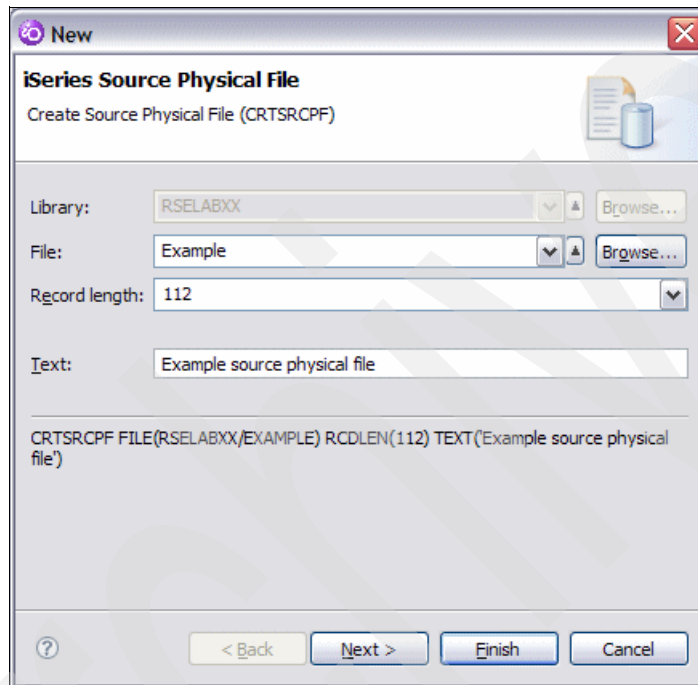 New
iSeries Source Physical File
Create Source Physical File (CRTSRCPF)
Library: RSELABXX Browse...
File: Example Browse...
Record length: 112
Text: Example source physical file
CRTSRCPF FILE(RSELABXX/EXAMPLE) RCDLEN(112) TEXT('Example source physical
file')
? < Back Next > Finish Cancel